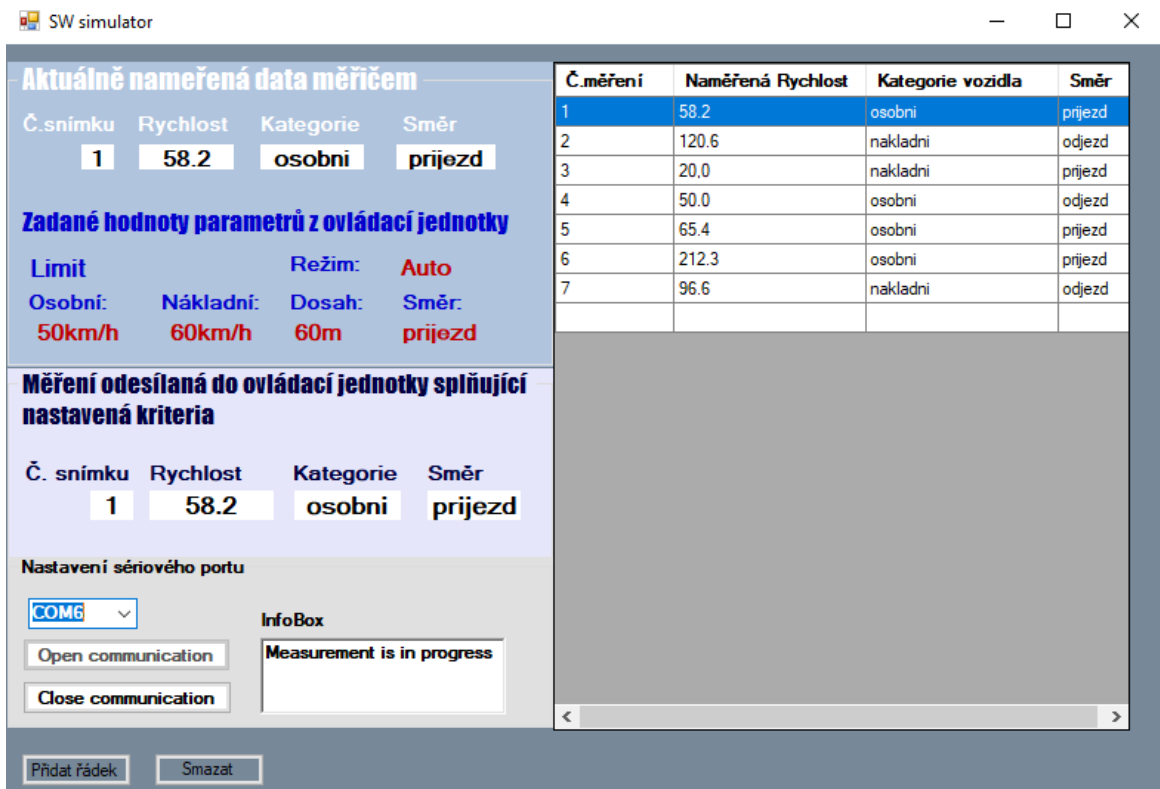 SW simulator
Aktuálně nameřená data měřičem
Č.snímku Rychlost Kategorie Směr
1 58.2 osobni prijezd
Zadané hodnoty parametrů z ovládací jednotky
Limit Režim: Auto
Osobní: Nákladní: Dosah: Směr:
50km/h 60km/h 60m prijezd
Měření odesílaná do ovládací jednotky splňující
nastavená kriteria
Č. snímku Rychlost Kategorie Směr
1 58.2 osobni prijezd
Nastavení sériového portu
COM6
InfoBox
Open communication
Measurement is in progress
Close communication
Přidat řádek Smazat
Č.měření Naměřená Rychlost Kategorie vozidla Směr
1 58.2 osobni prijezd
2 120.6 nakladni odjezd
3 20,0 nakladni prijezd
4 50.0 osobni odjezd
5 65.4 osobni prijezd
6 212.3 osobni prijezd
7 96.6 nakladni odjezd